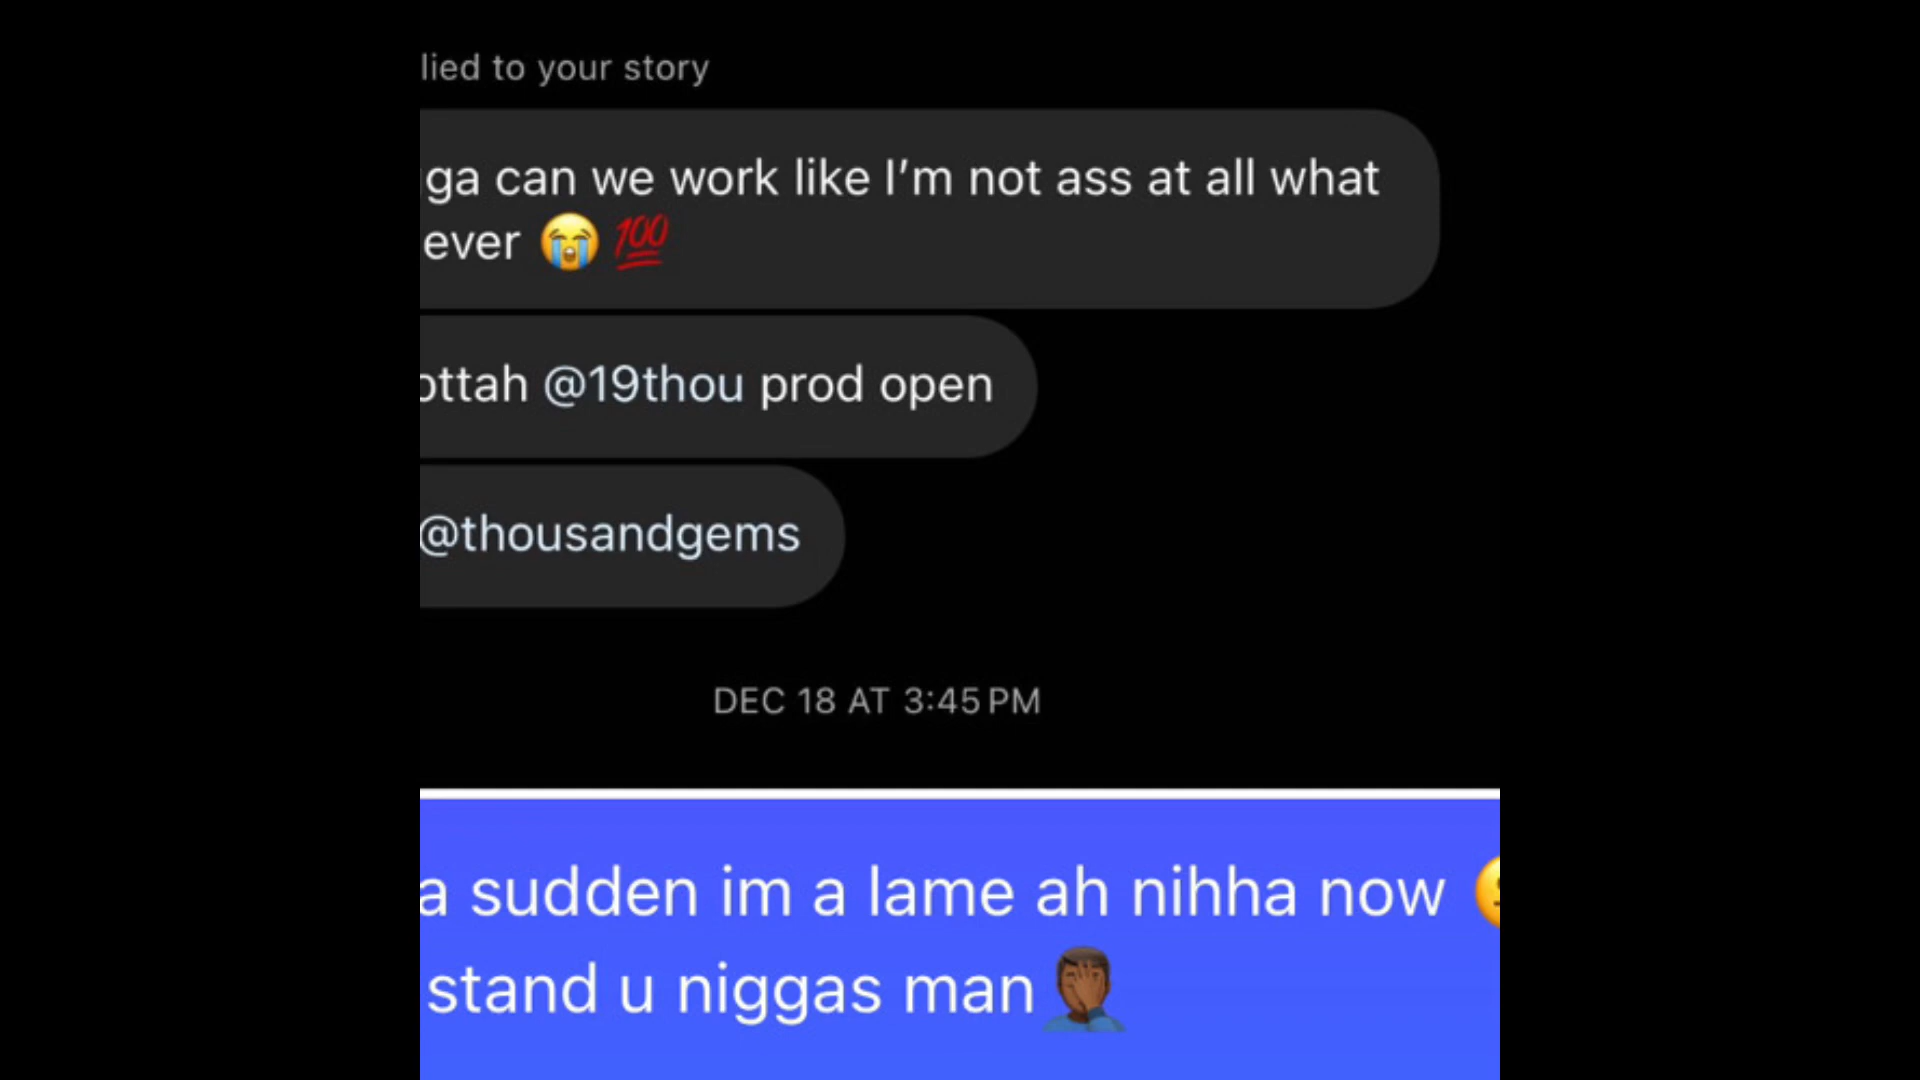 lied to your story
ga can we work like I'm not ass at all what
ever 😭 💯
ottah @19thou prod open
@thousandgems
DEC 18 AT 3:45 PM
a sudden im a lame ah nihha now
stand u niggas man🤦🏾‍♂️